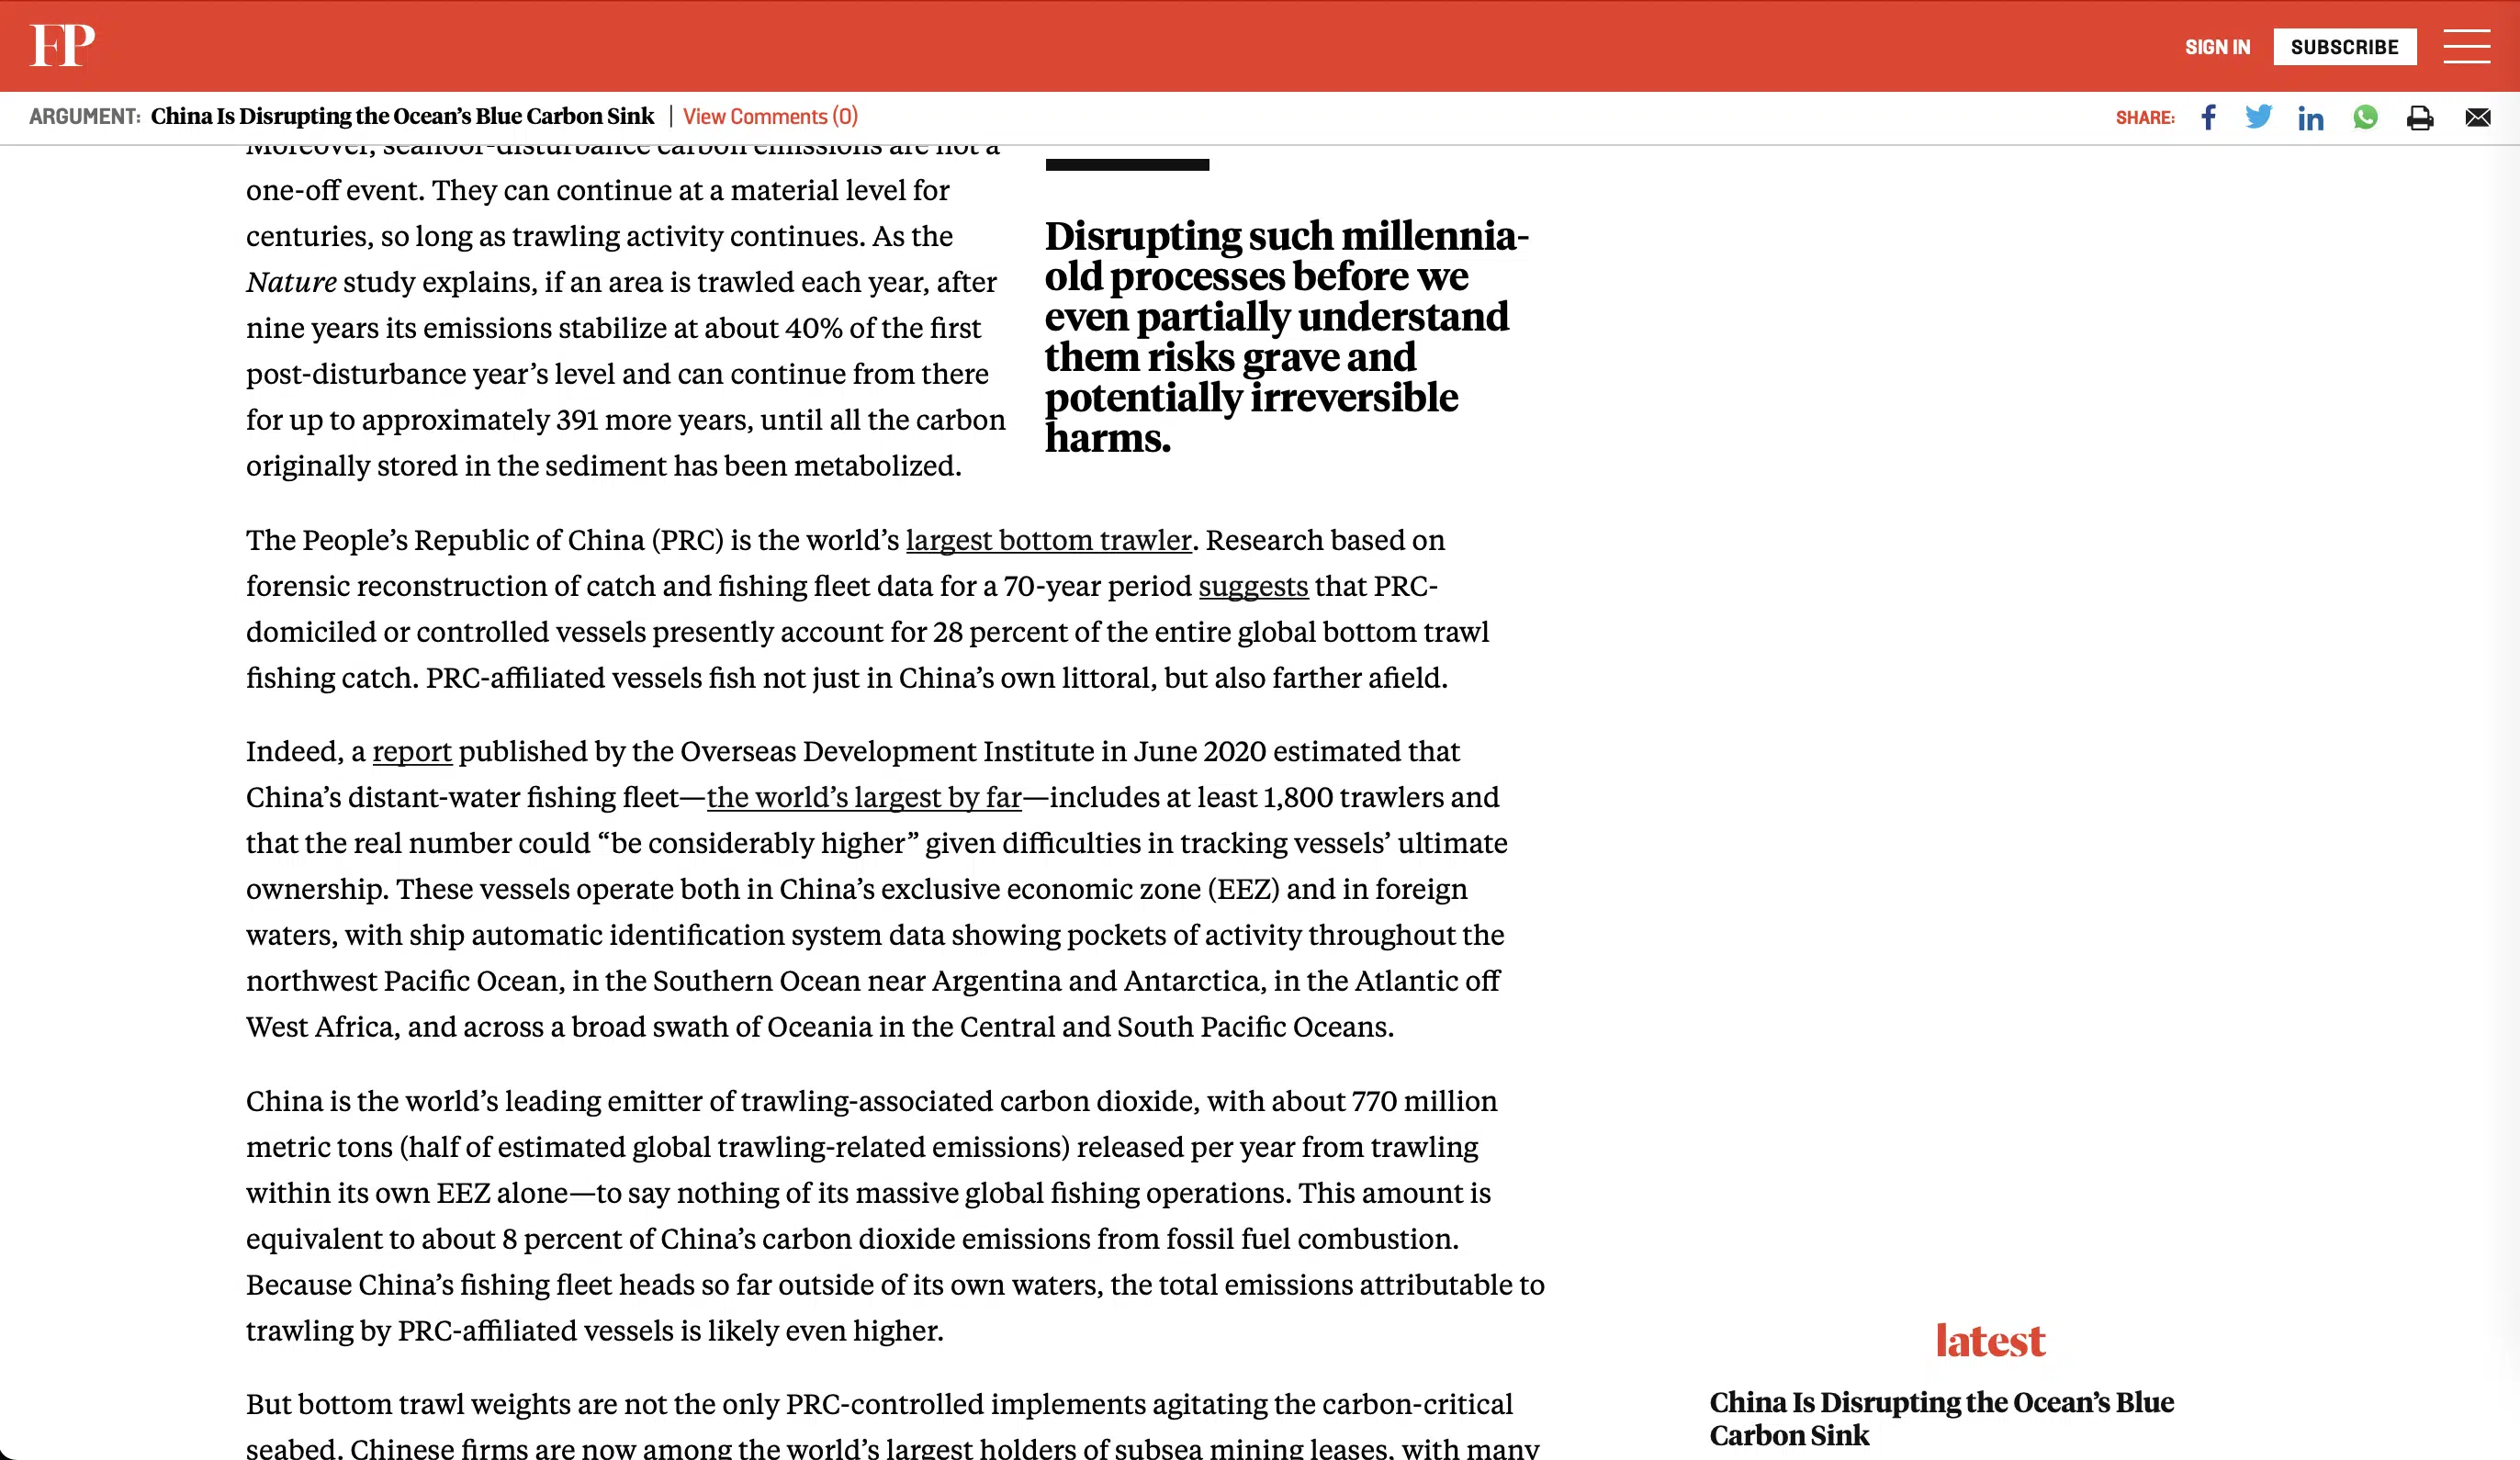 FP
SIGN IN
SUBSCRIBE
ARGUMENT: China Is Disrupting the Ocean’s Blue Carbon Sink | View Comments (0)
SHARE:
Moreover, seafloor-disturbance carbon emissions are not a
one-off event. They can continue at a material level for
centuries, so long as trawling activity continues. As the
Nature study explains, if an area is trawled each year, after
nine years its emissions stabilize at about 40% of the first
post-disturbance year’s level and can continue from there
for up to approximately 391 more years, until all the carbon
originally stored in the sediment has been metabolized.
Disrupting such millennia-
old processes before we
even partially understand
them risks grave and
potentially irreversible
harms.
The People’s Republic of China (PRC) is the world’s largest bottom trawler. Research based on
forensic reconstruction of catch and fishing fleet data for a 70-year period suggests that PRC-
domiciled or controlled vessels presently account for 28 percent of the entire global bottom trawl
fishing catch. PRC-affiliated vessels fish not just in China’s own littoral, but also farther afield.
Indeed, a report published by the Overseas Development Institute in June 2020 estimated that
China’s distant-water fishing fleet—the world’s largest by far—includes at least 1,800 trawlers and
that the real number could “be considerably higher” given difficulties in tracking vessels’ ultimate
ownership. These vessels operate both in China’s exclusive economic zone (EEZ) and in foreign
waters, with ship automatic identification system data showing pockets of activity throughout the
northwest Pacific Ocean, in the Southern Ocean near Argentina and Antarctica, in the Atlantic off
West Africa, and across a broad swath of Oceania in the Central and South Pacific Oceans.
China is the world’s leading emitter of trawling-associated carbon dioxide, with about 770 million
metric tons (half of estimated global trawling-related emissions) released per year from trawling
within its own EEZ alone—to say nothing of its massive global fishing operations. This amount is
equivalent to about 8 percent of China’s carbon dioxide emissions from fossil fuel combustion.
Because China’s fishing fleet heads so far outside of its own waters, the total emissions attributable to
trawling by PRC-affiliated vessels is likely even higher.
But bottom trawl weights are not the only PRC-controlled implements agitating the carbon-critical
seabed. Chinese firms are now among the world’s largest holders of subsea mining leases, with many
latest
China Is Disrupting the Ocean’s Blue
Carbon Sink